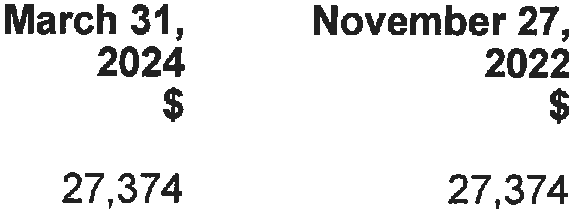 March 31, November 27,
2024 2022
$ $
27,374 27,374